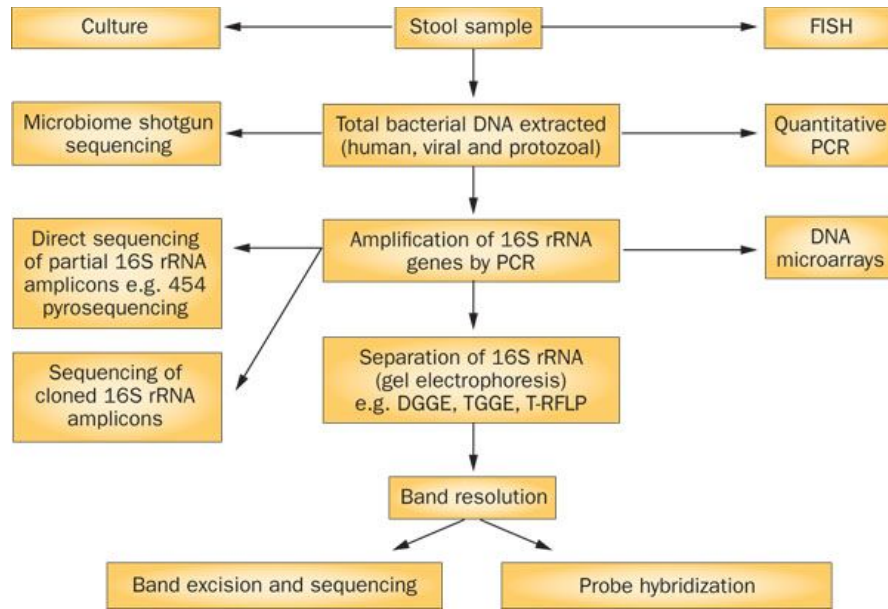 Culture
Stool sample
FISH
Microbiome shotgun
sequencing
Total bacterial DNA extracted
(human, viral and protozoal)
Quantitative
PCR
Direct sequencing
of partial 16S rRNA
amplicons e.g. 454
pyrosequencing
Amplification of 16S rRNA
genes by PCR
DNA
microarrays
Sequencing of
cloned 16S rRNA
amplicons
Separation of 16S rRNA
(gel electrophoresis)
e.g. DGGE, TGGE, T-RFLP
Band resolution
Band excision and sequencing
Probe hybridization